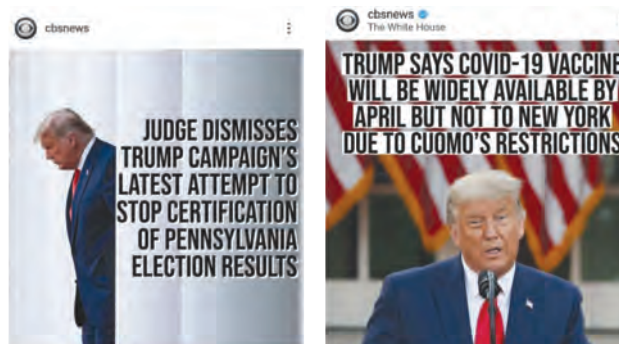 cbsnews
JUDGE DISMISSES
TRUMP CAMPAIGN'S
LATEST ATTEMPT TO
STOP CERTIFICATION
OF PENNSYLVANIA
ELECTION RESULTS
cbsnews
The White House
TRUMP SAYS COVID-19 VACCINE
WILL BE WIDELY AVAILABLE BY
APRIL BUT NOT TO NEW YORK
DUE TO CUOMO'S RESTRICTIONS